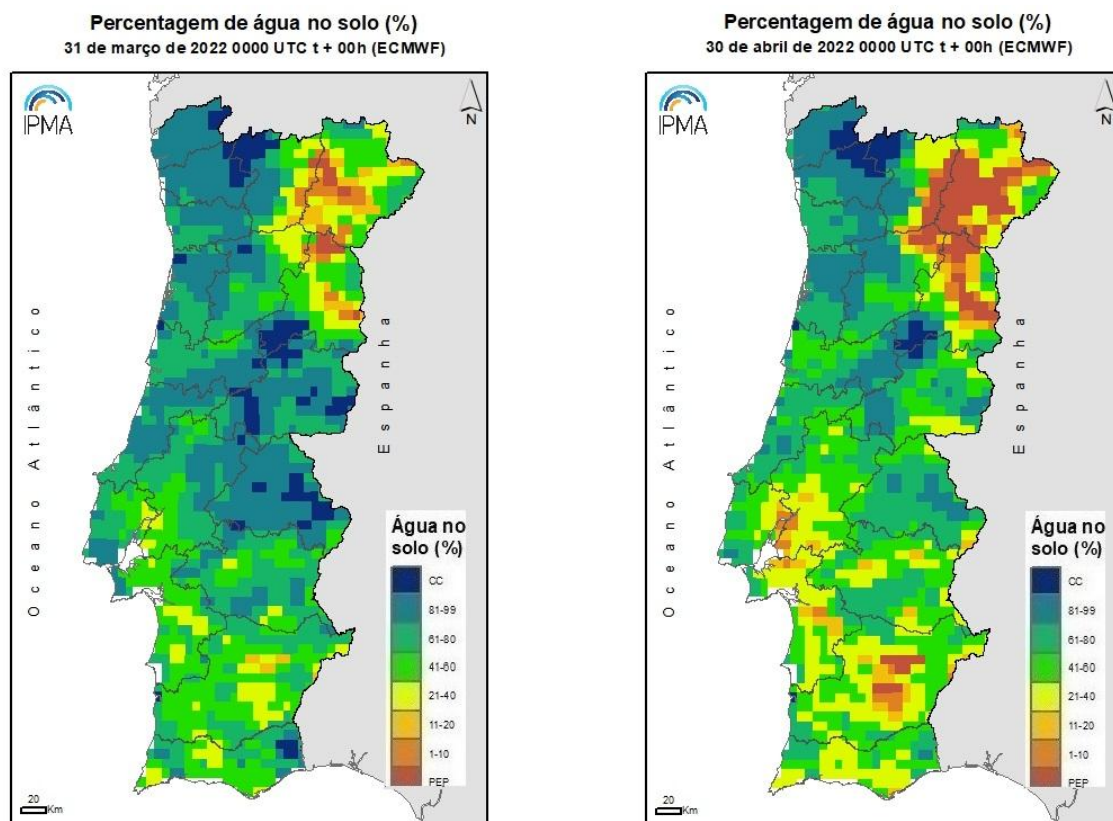 Percentagem de água no solo (%)
31 de março de 2022 0000 UTC t + 00h (ECMWF)
IPMA
N
Oceano Atlântico
Espanha
Água no
solo (%)
CC
81-99
61-80
41-60
21-40
11-20
1-10
PEP
20
Km
Percentagem de água no solo (%)
30 de abril de 2022 0000 UTC t + 00h (ECMWF)
IPMA
N
Oceano Atlântico
Espanha
Água no
solo (%)
CC
81-99
61-80
41-60
21-40
11-20
1-10
PEP
20
Km